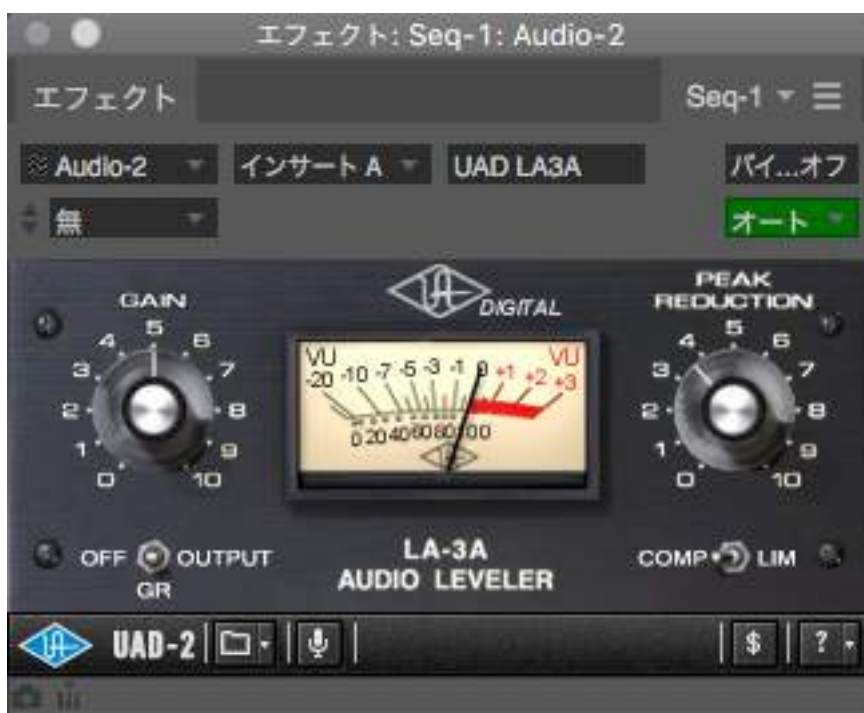 エフェクト: Seq-1: Audio-2
エフェクト
Seq-1
Audio-2 インサート A UAD LA3A バイ...オフ
無 オート
GAIN
0 1 2 3 4 5 6 7 8 9 10
DIGITAL
VU VU
-20 -10 -7 -5 -3 -1 0 +1 +2 +3
0 20 40 60 80 100
PEAK
REDUCTION
0 1 2 3 4 5 6 7 8 9 10
OFF OUTPUT
GR
LA-3A
AUDIO LEVELER
COMP LIM
UAD-2 $ ?